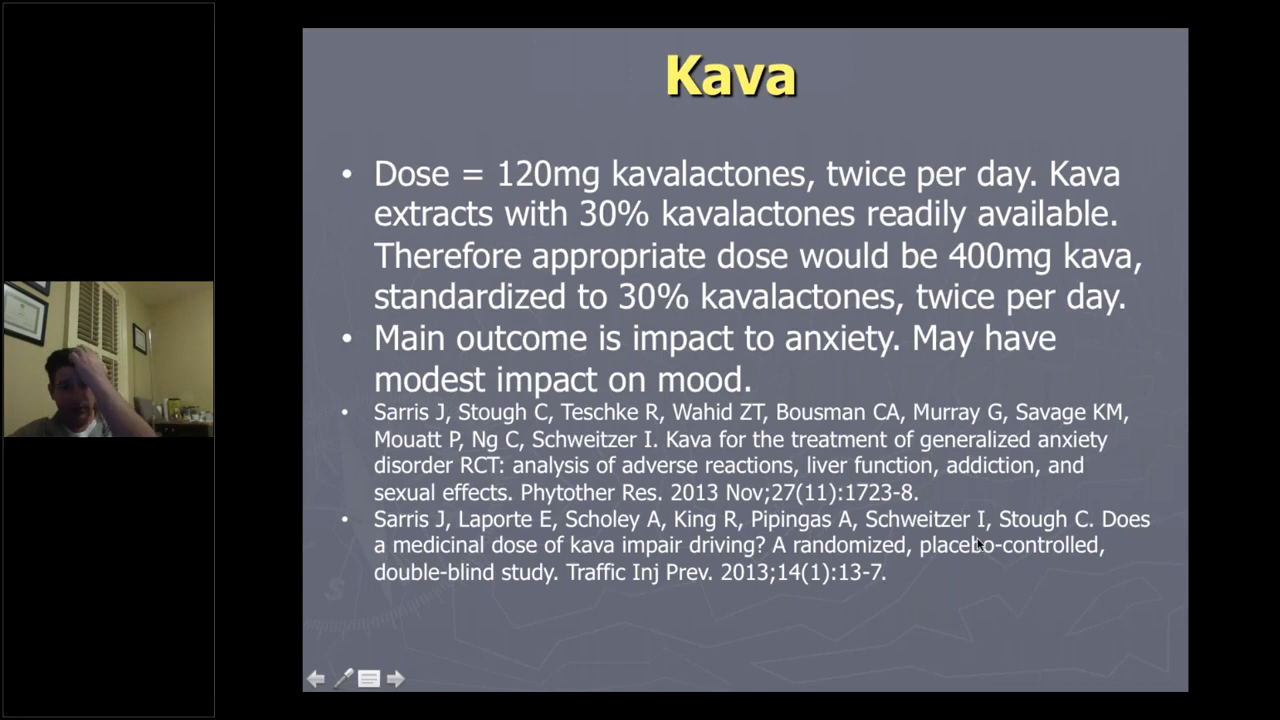 Kava
• Dose = 120mg kavalactones, twice per day. Kava
extracts with 30% kavalactones readily available.
Therefore appropriate dose would be 400mg kava,
standardized to 30% kavalactones, twice per day.
• Main outcome is impact to anxiety. May have
modest impact on mood.
• Sarris J, Stough C, Teschke R, Wahid ZT, Bousman CA, Murray G, Savage KM,
Mouatt P, Ng C, Schweitzer I. Kava for the treatment of generalized anxiety
disorder RCT: analysis of adverse reactions, liver function, addiction, and
sexual effects. Phytother Res. 2013 Nov;27(11):1723-8.
• Sarris J, Laporte E, Scholey A, King R, Pipingas A, Schweitzer I, Stough C. Does
a medicinal dose of kava impair driving? A randomized, placebo-controlled,
double-blind study. Traffic Inj Prev. 2013;14(1):13-7.